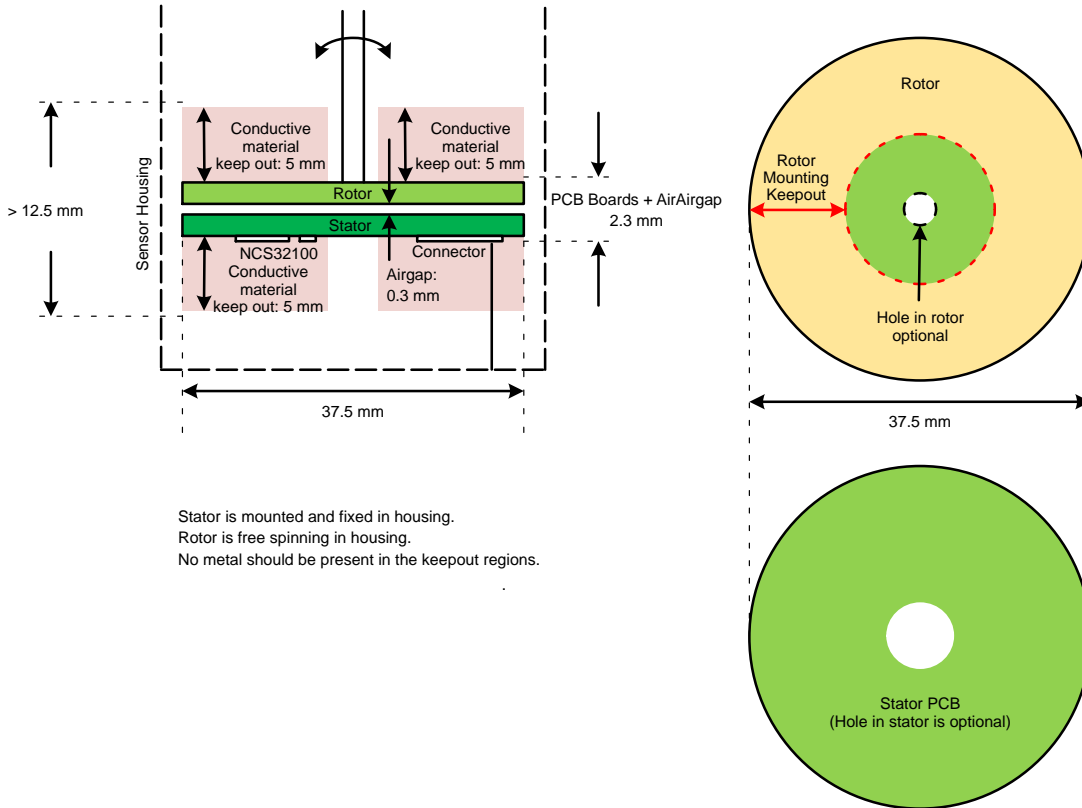 Conductive
material
keep out: 5 mm
Conductive
material
keep out: 5 mm
Rotor
Stator
> 12.5 mm
Sensor Housing
PCB Boards + AirAirgap
2.3 mm
NCS32100
Conductive
material
keep out: 5 mm
Connector
Airgap:
0.3 mm
37.5 mm
Stator is mounted and fixed in housing.
Rotor is free spinning in housing.
No metal should be present in the keepout regions.
.
Rotor
Rotor
Mounting
Keepout
Hole in rotor
optional
37.5 mm
Stator PCB
(Hole in stator is optional)